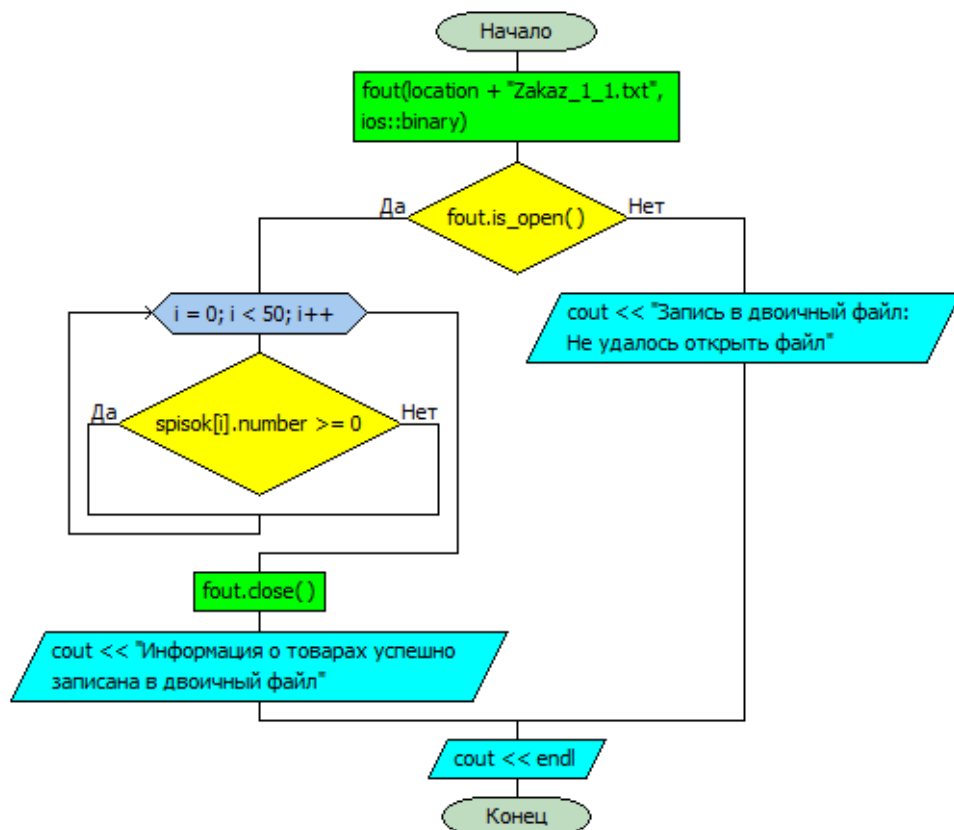 Начало
fout(location + "Zakaz_1_1.txt",
ios::binary)
Да
fout.is_open()
Нет
i = 0; i < 50; i++
cout << "Запись в двоичный файл:
Не удалось открыть файл"
Да
spisok[i].number >= 0
Нет
fout.close()
cout << "Информация о товарах успешно
записана в двоичный файл"
cout << endl
Конец